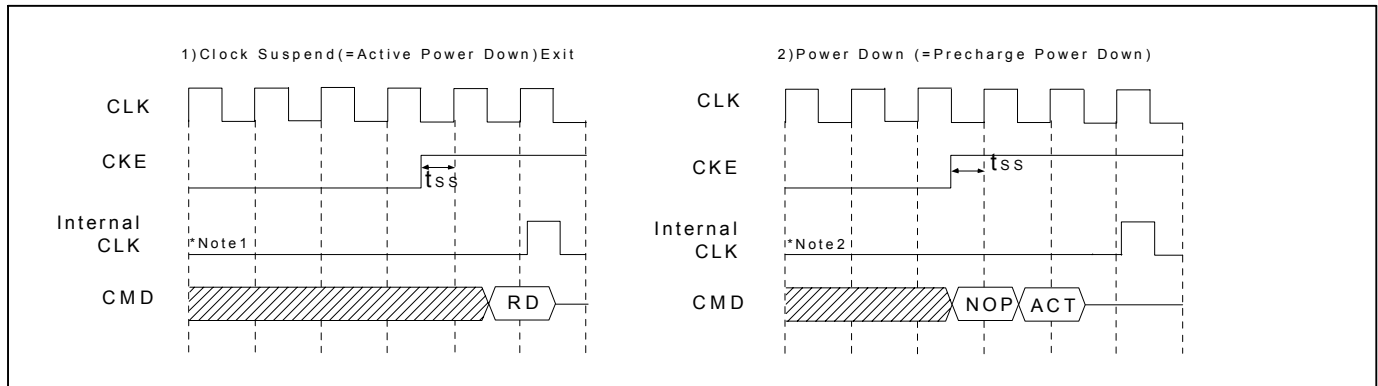 1)Clock Suspend(=Active Power Down)Exit
CLK
CKE
tss
Internal
CLK
*Note1
CMD
RD
2)Power Down (=Precharge Power Down)
CLK
CKE
tss
Internal
CLK
*Note2
CMD
NOP
ACT